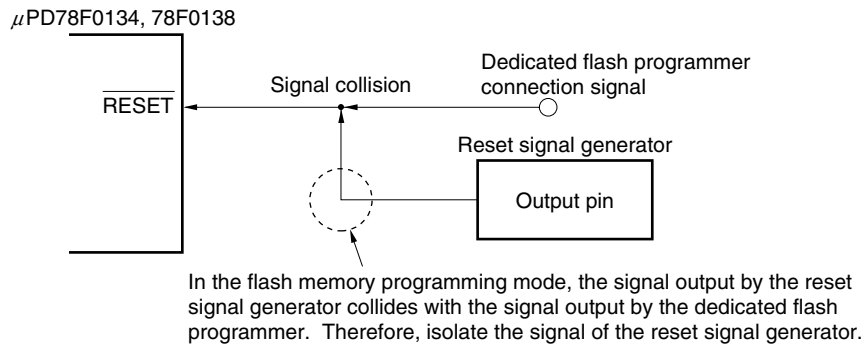 μPD78F0134, 78F0138
Dedicated flash programmer
connection signal
Signal collision
RESET
Reset signal generator
Output pin
In the flash memory programming mode, the signal output by the reset
signal generator collides with the signal output by the dedicated flash
programmer. Therefore, isolate the signal of the reset signal generator.